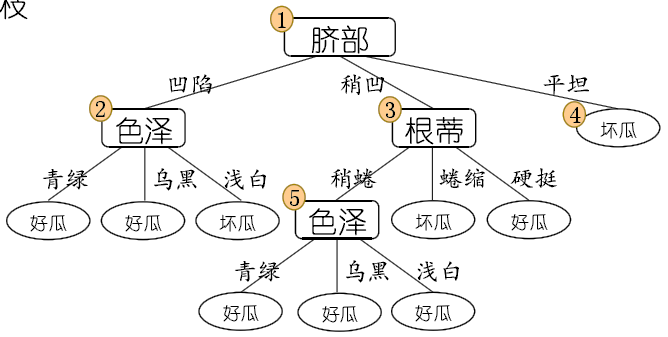 枝
1
脐部
凹陷 稍凹 平坦
2 色泽 3 根蒂 4 坏瓜
青绿 乌黑 浅白 稍蜷 蜷缩 硬挺
好瓜 好瓜 坏瓜 5 色泽 坏瓜 好瓜
青绿 乌黑 浅白
好瓜 好瓜 好瓜